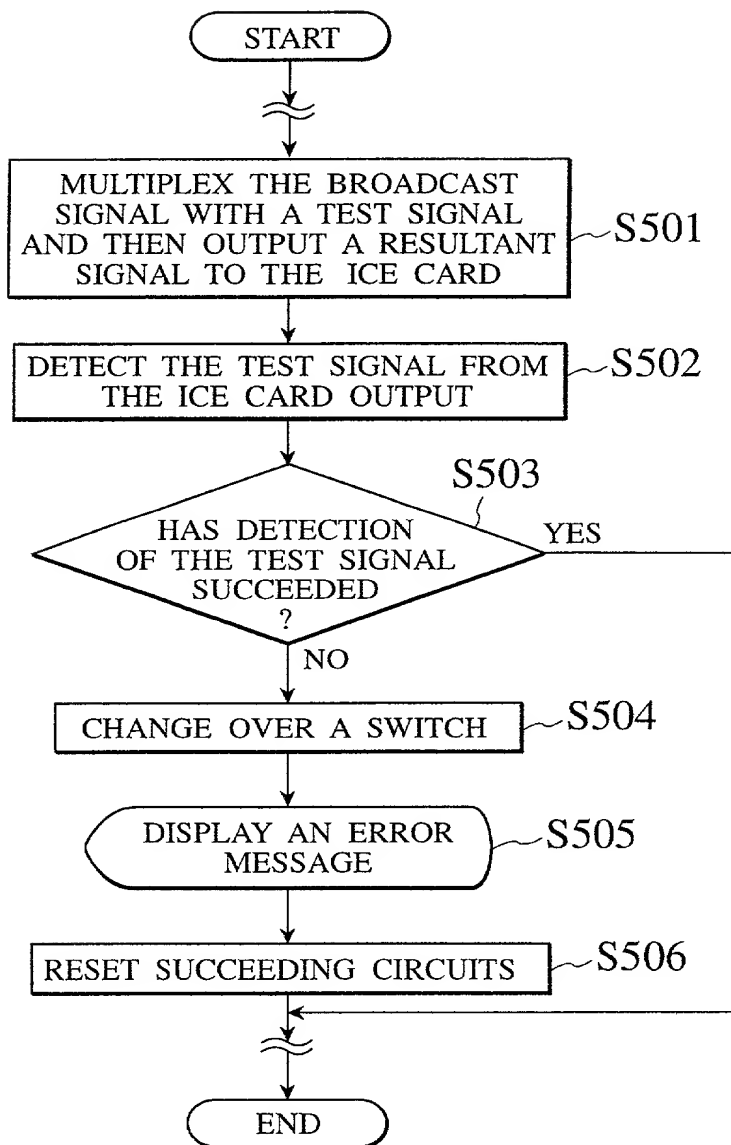 START
MULTIPLEX THE BROADCAST
SIGNAL WITH A TEST SIGNAL
AND THEN OUTPUT A RESULTANT
SIGNAL TO THE ICE CARD
S501
DETECT THE TEST SIGNAL FROM
THE ICE CARD OUTPUT
S502
S503
HAS DETECTION
OF THE TEST SIGNAL
SUCCEEDED
?
YES
NO
CHANGE OVER A SWITCH
S504
DISPLAY AN ERROR
MESSAGE
S505
RESET SUCCEEDING CIRCUITS
S506
END